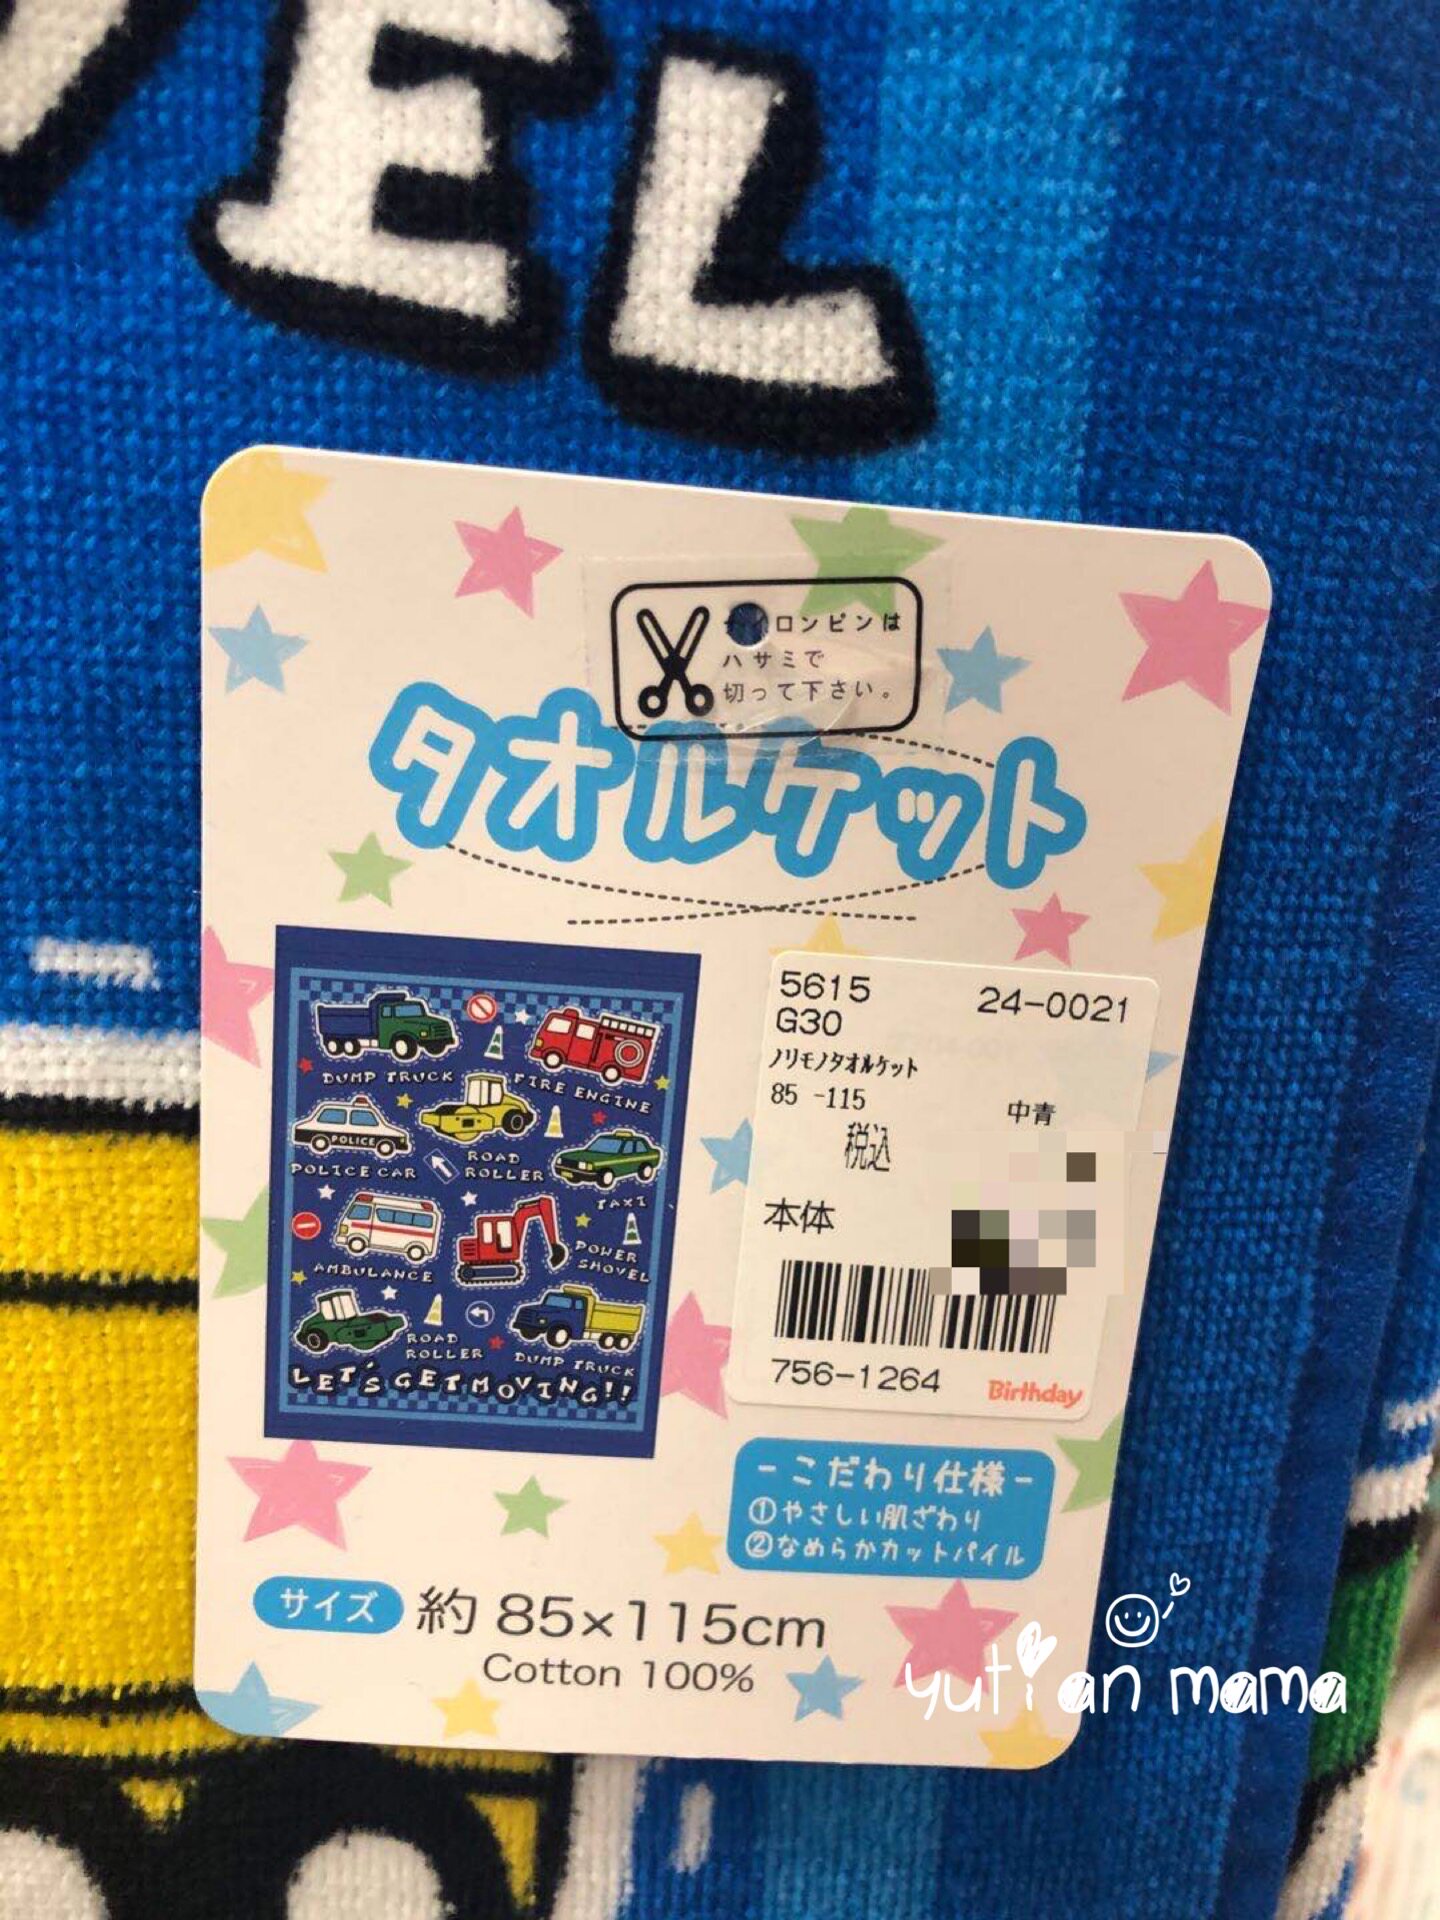 VEL
ナイロンピンは
ハサミで
切って下さい。
タオルケット
DUMP TRUCK
FIRE ENGINE
POLICE
POLICE CAR
ROAD
ROLLER
TAXI
AMBULANCE
POWER
SHOVEL
ROAD
ROLLER
DUMP TRUCK
LET'S GET MOVING!!
5615
24-0021
G30
ノリモノタオルケット
85 -115
中青
税込
本体
756-1264
Birthday
-こだわり仕様-
①やさしい肌ざわり
②なめらかカットパイル
サイズ 約 85×115cm
Cotton 100%
yutian mama